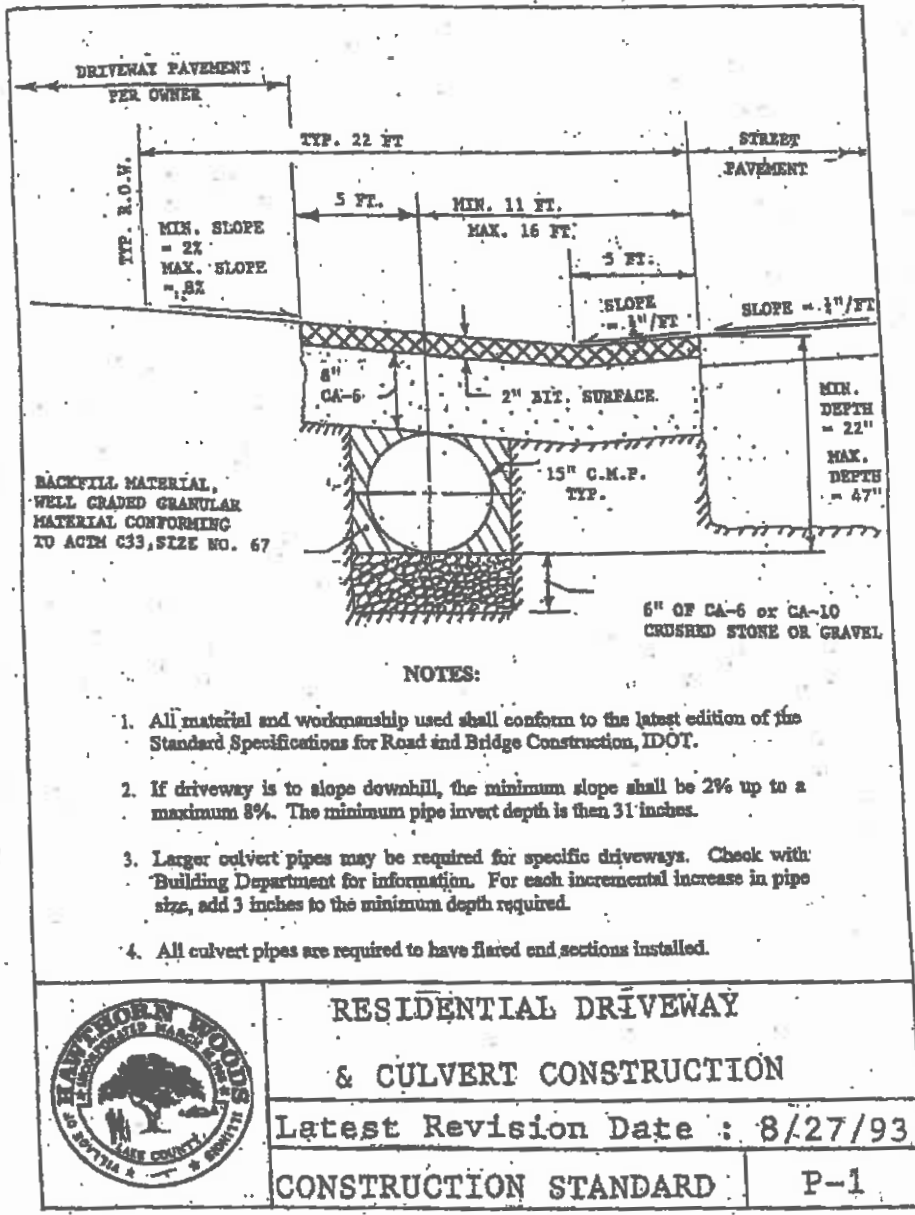 DRIVEWAY PAVEMENT
PER OWNER
TYP. 22 FT
STREET
PAVEMENT
TYP. R.O.W.
5 FT.
MIN. 11 FT.
MAX. 16 FT.
MIN. SLOPE
= 2%
MAX. SLOPE
= 8%
5 FT.
SLOPE
= /FT
SLOPE = /FT
8"
CA-6
2" BIT. SURFACE
MIN.
DEPTH
= 22"
MAX.
DEPTH
= 47"
15" C.M.P.
TYP.
BACKFILL MATERIAL,
WELL GRADED GRANULAR
MATERIAL CONFORMING
TO ACTM C33, SIZE NO. 67
6" OF CA-6 or CA-10
CRUSHED STONE OR GRAVEL
NOTES:
1. All material and workmanship used shall conform to the latest edition of the
Standard Specifications for Road and Bridge Construction, IDOT.
2. If driveway is to slope downhill, the minimum slope shall be 2% up to a
maximum 8%. The minimum pipe invert depth is then 31 inches.
3. Larger culvert pipes may be required for specific driveways. Check with
Building Department for information. For each incremental increase in pipe
size, add 3 inches to the minimum depth required.
4. All culvert pipes are required to have flared end sections installed.
HAWTHORN WOODS
INCORPORATED MARCH
LAKE COUNTY
VILLAGE OF
ILLINOIS
RESIDENTIAL DRIVEWAY
& CULVERT CONSTRUCTION
Latest Revision Date : 8/27/93
CONSTRUCTION STANDARD
P-1